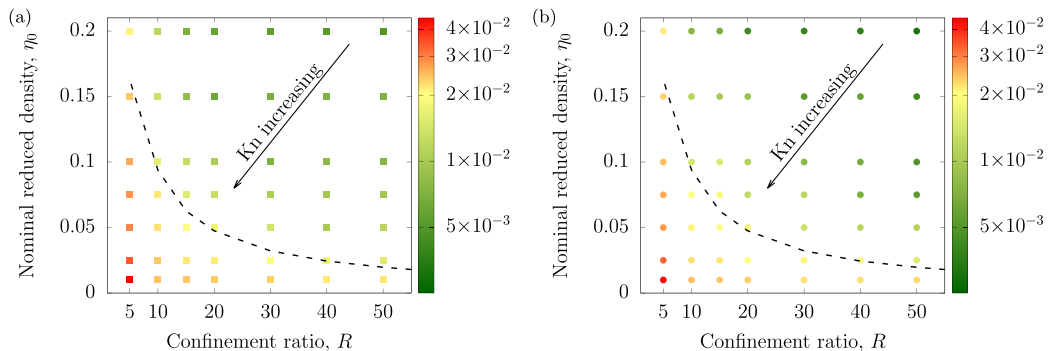 (a)
Nominal reduced density, η₀
0.2
0.15
0.1
0.05
0
5 10 15 20 30 40 50
Confinement ratio, R
Kn increasing
4×10⁻²
3×10⁻²
2×10⁻²
1×10⁻²
5×10⁻³
(b)
Nominal reduced density, η₀
0.2
0.15
0.1
0.05
0
5 10 15 20 30 40 50
Confinement ratio, R
Kn increasing
4×10⁻²
3×10⁻²
2×10⁻²
1×10⁻²
5×10⁻³